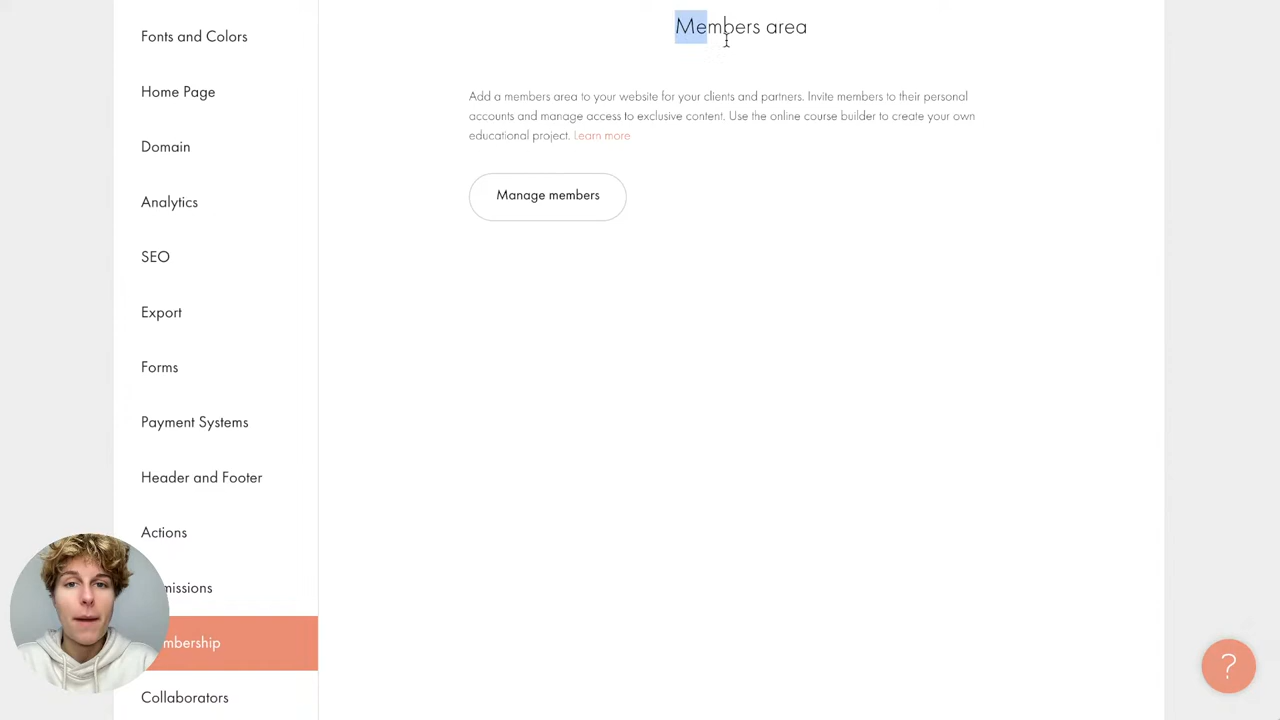 Fonts and Colors
Home Page
Domain
Analytics
SEO
Export
Forms
Payment Systems
Header and Footer
Actions
missions
mbership
Collaborators
Members area
Add a members area to your website for your clients and partners. Invite members to their personal
accounts and manage access to exclusive content. Use the online course builder to create your own
educational project. Learn more
Manage members
?